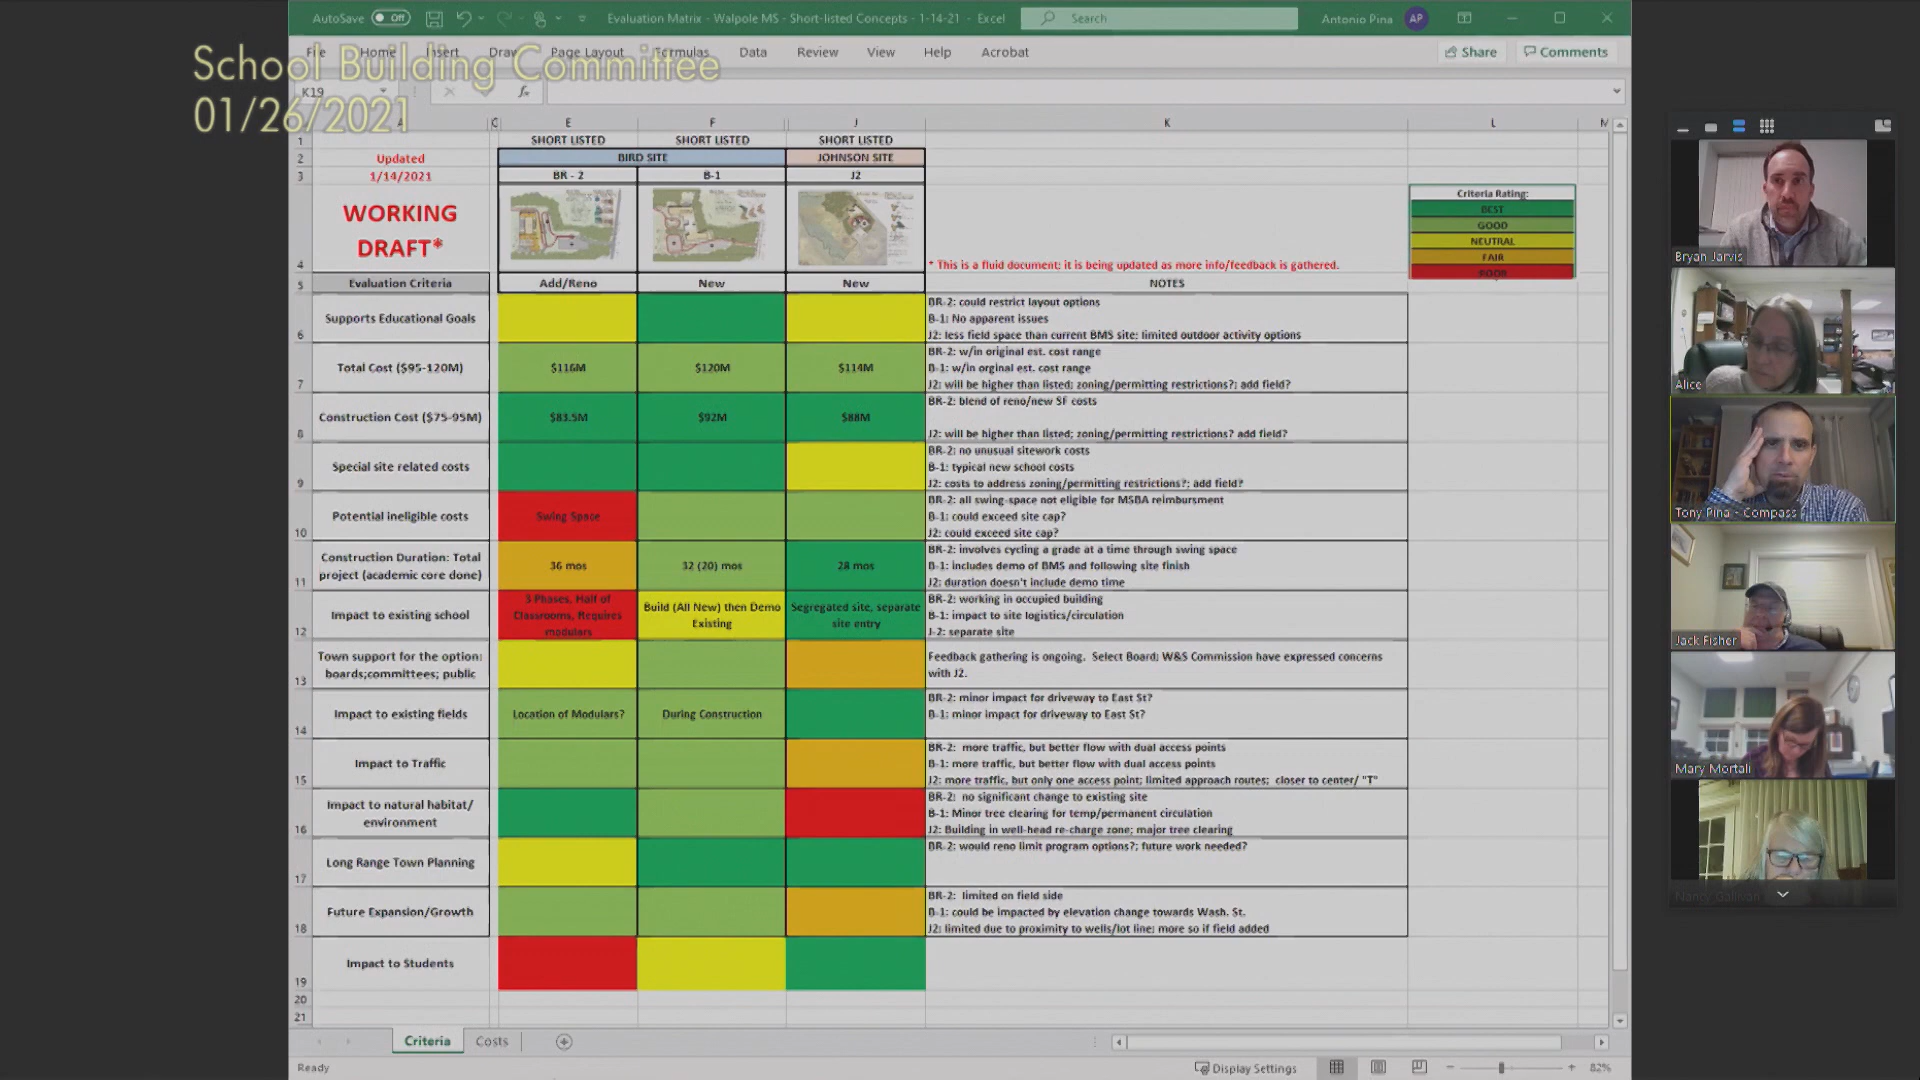 AutoSave Off
Evaluation Matrix - Walpole MS - Short-listed Concepts - 1-14-21 - Excel
Search
Antonio Pina AP
File Home Insert Draw Page Layout Formulas Data Review View Help Acrobat
Share Comments
School Building Committee
01/26/2021
K19
fx
E F J K L
1 SHORT LISTED SHORT LISTED SHORT LISTED
2 Updated BIRD SITE JOHNSON SITE
3 1/14/2021 BR - 2 B-1 J2
WORKING
DRAFT*
4 * This is a fluid document; it is being updated as more info/feedback is gathered.
Criteria Rating:
BEST
GOOD
NEUTRAL
FAIR
POOR
5 Evaluation Criteria Add/Reno New New NOTES
6 Supports Educational Goals
BR-2: could restrict layout options
B-1: No apparent issues
J2: less field space than current BMS site: limited outdoor activity options
7 Total Cost ($95-120M) $116M $120M $114M
BR-2: w/in original est. cost range
B-1: w/in orginal est. cost range
J2: will be higher than listed; zoning/permitting restrictions?; add field?
8 Construction Cost ($75-95M) $83.5M $92M $88M
BR-2: blend of reno/new SF costs
J2: will be higher than listed; zoning/permitting restrictions? add field?
9 Special site related costs
BR-2: no unusual sitework costs
B-1: typical new school costs
J2: costs to address zoning/permitting restrictions?; add field?
10 Potential ineligible costs Swing Space
BR-2: all swing-space not eligible for MSBA reimbursment
B-1: could exceed site cap?
J2: could exceed site cap?
11 Construction Duration: Total
project (academic core done)
36 mos 32 (20) mos 28 mos
BR-2: involves cycling a grade at a time through swing space
B-1: includes demo of BMS and following site finish
J2: duration doesn't include demo time
12 Impact to existing school
3 Phases, Half of
Classrooms, Requires
modulars
Build (All New) then Demo
Existing
Segregated site, separate
site entry
BR-2: working in occupied building
B-1: impact to site logistics/circulation
J-2: separate site
13 Town support for the option:
boards;committees; public
Feedback gathering is ongoing. Select Board; W&S Commission have expressed concerns
with J2.
14 Impact to existing fields Location of Modulars? During Construction
BR-2: minor impact for driveway to East St?
B-1: minor impact for driveway to East St?
15 Impact to Traffic
BR-2: more traffic, but better flow with dual access points
B-1: more traffic, but better flow with dual access points
J2: more traffic, but only one access point; limited approach routes; closer to center/ "T"
16 Impact to natural habitat/
environment
BR-2: no significant change to existing site
B-1: Minor tree clearing for temp/permanent circulation
J2: Building in well-head re-charge zone; major tree clearing
17 Long Range Town Planning
BR-2: would reno limit program options?; future work needed?
18 Future Expansion/Growth
BR-2: limited on field side
B-1: could be impacted by elevation change towards Wash. St.
J2: limited due to proximity to wells/lot line; more so if field added
19 Impact to Students
20
21
Criteria Costs
Ready
Display Settings
82%
Bryan Jarvis
Alice
Tony Pina - Compass
Jack Fisher
Mary Mortali